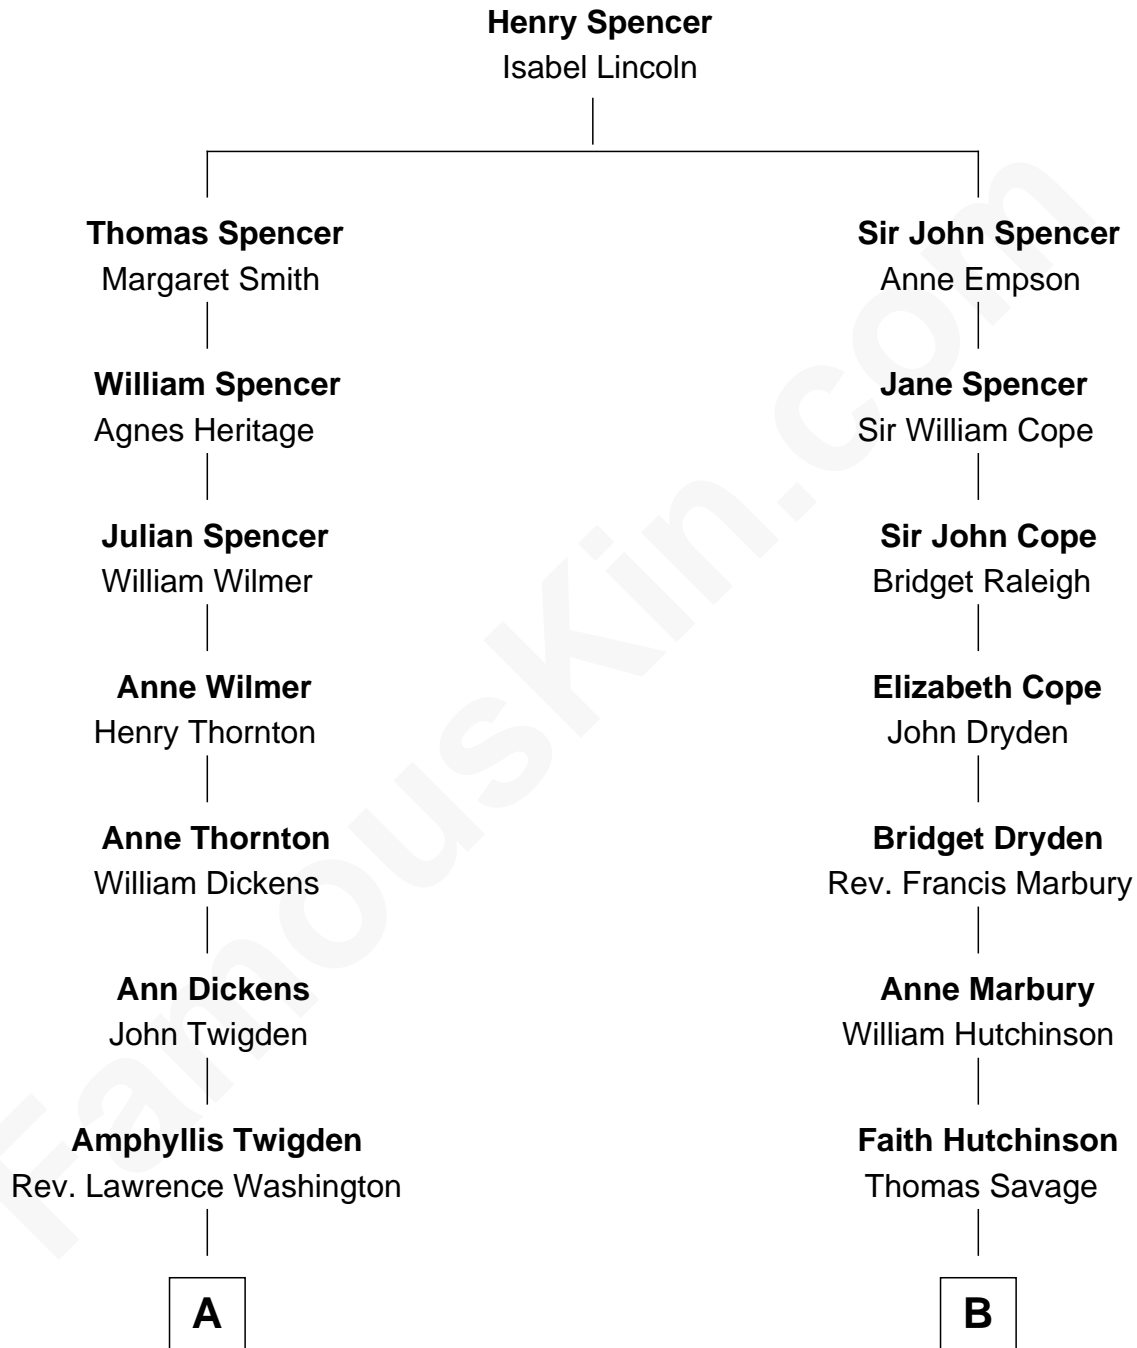 Henry Spencer
Isabel Lincoln
Thomas Spencer
Margaret Smith
William Spencer
Agnes Heritage
Julian Spencer
William Wilmer
Anne Wilmer
Henry Thornton
Anne Thornton
William Dickens
Ann Dickens
John Twigden
Amphyllis Twigden
Rev. Lawrence Washington
A
Sir John Spencer
Anne Empson
Jane Spencer
Sir William Cope
Sir John Cope
Bridget Raleigh
Elizabeth Cope
John Dryden
Bridget Dryden
Rev. Francis Marbury
Anne Marbury
William Hutchinson
Faith Hutchinson
Thomas Savage
B
FamousKin.com